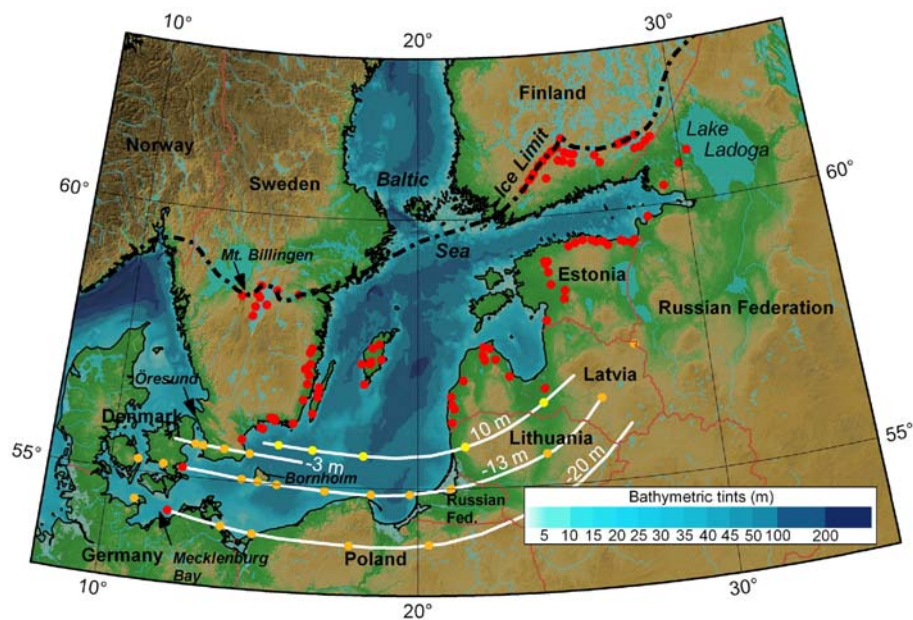 10°
20°
30°
Finland
Lake
Ladoga
Norway
Ice Limit
Sweden
Baltic
60°
60°
Sea
Mt. Billingen
Estonia
Russian Federation
Öresund
Latvia
Denmark
10 m
-3 m
Lithuania
-13 m
-20 m
55°
55°
Bornholm
Russian
Fed.
Bathymetric tints (m)
5 10 15 25 35 40 45 50 100 200
Germany
Mecklenburg
Bay
Poland
10°
20°
30°